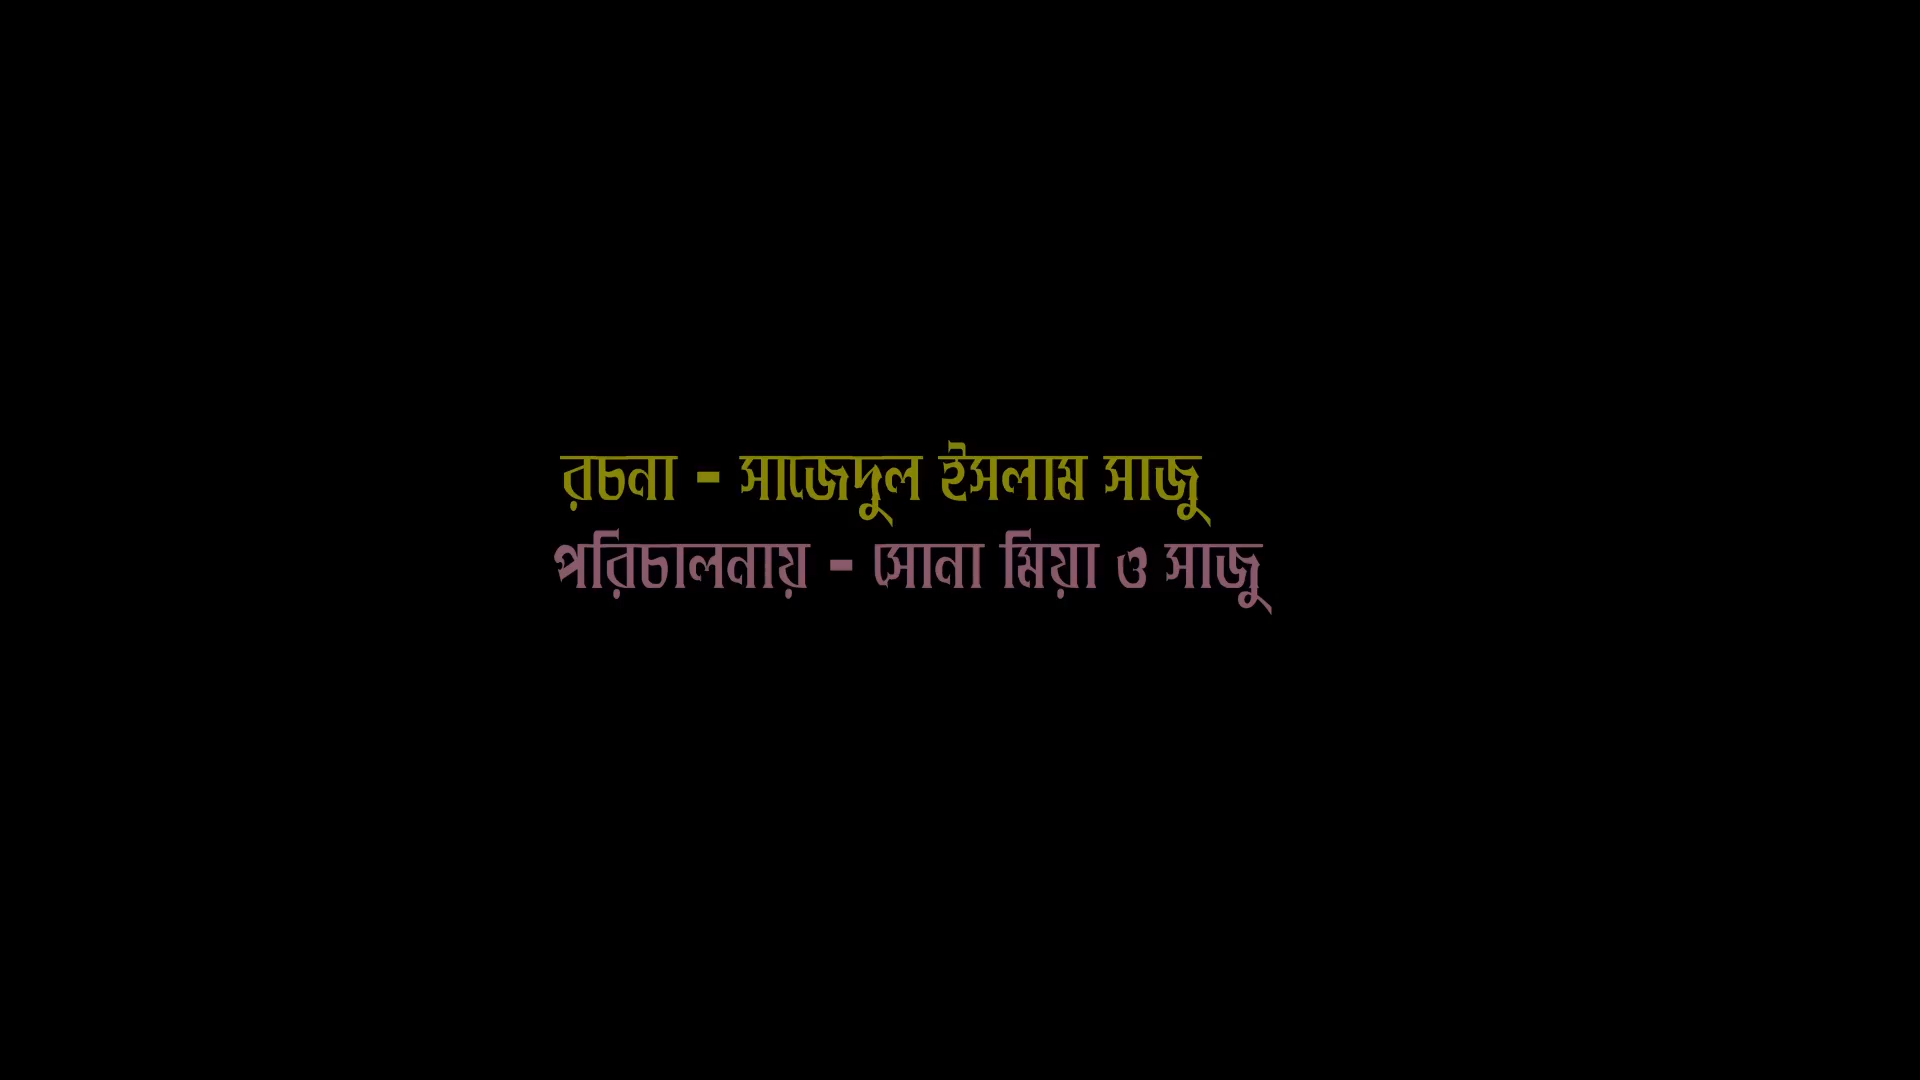 রচনা - সাজেদুল ইসলাম সাজু
পরিচালনায় - সোনা মিয়া ও সাজু